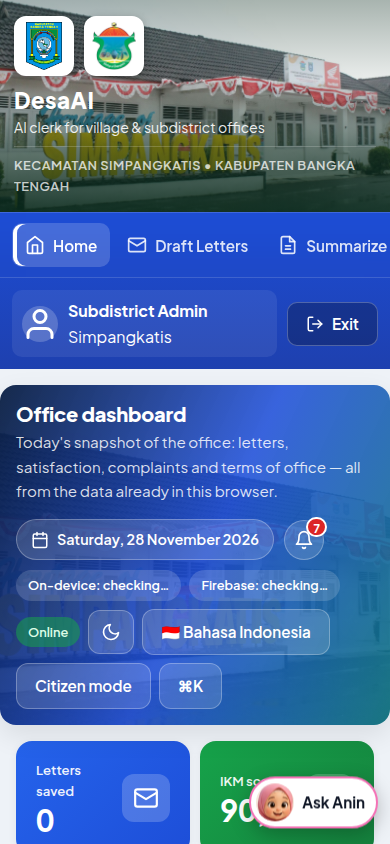 DesaAI
AI clerk for village & subdistrict offices
KECAMATAN SIMPANGKATIS • KABUPATEN BANGKA
TENGAH
Home
Draft Letters
Summarize
Subdistrict Admin
Simpangkatis
Exit
Office dashboard
Today's snapshot of the office: letters,
satisfaction, complaints and terms of office — all
from the data already in this browser.
Saturday, 28 November 2026
7
On-device: checking…
Firebase: checking…
Online
Bahasa Indonesia
Citizen mode
⌘K
Letters
saved
0
IKM
90
Ask Anin